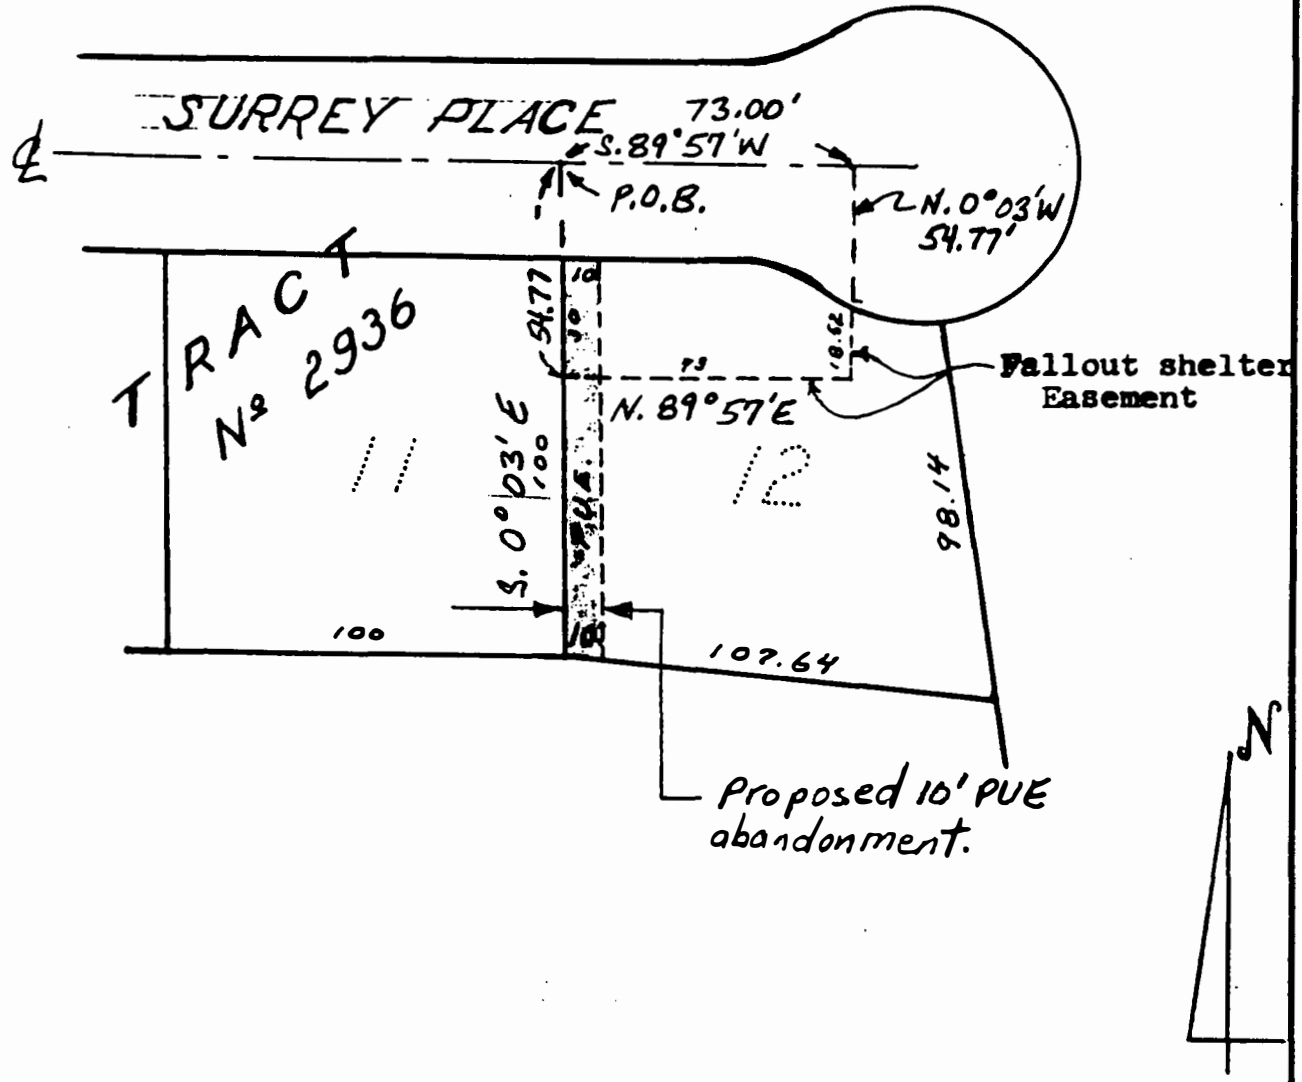 73.00'
SURREY PLACE
S. 89°57'W
℄
P.O.B.
N. 0°03'W
54.77'
TRACT
Nº 2936
54.77
10
30
18.62
73
Fallout shelter
Easement
N. 89°57'E
S. 0°03'E
100
11
12
98.14
10
100
107.64
Proposed 10' PUE
abandonment.
N